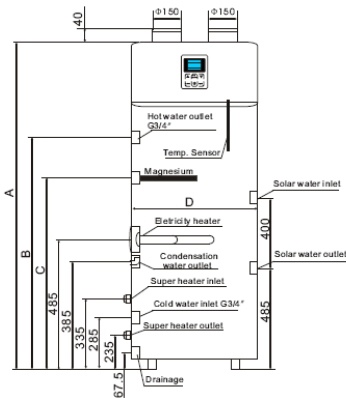 Φ150 Φ150
40
Hot water outlet
G3/4"
Temp. Sensor
Magnesium
Solar water inlet
D
A
B
C
400
Eletricity heater
Solar water outlet
Condensation
water outlet
Super heater inlet
Cold water inlet G3/4"
Super heater outlet
485
385
335
285
235
67.5
485
Drainage